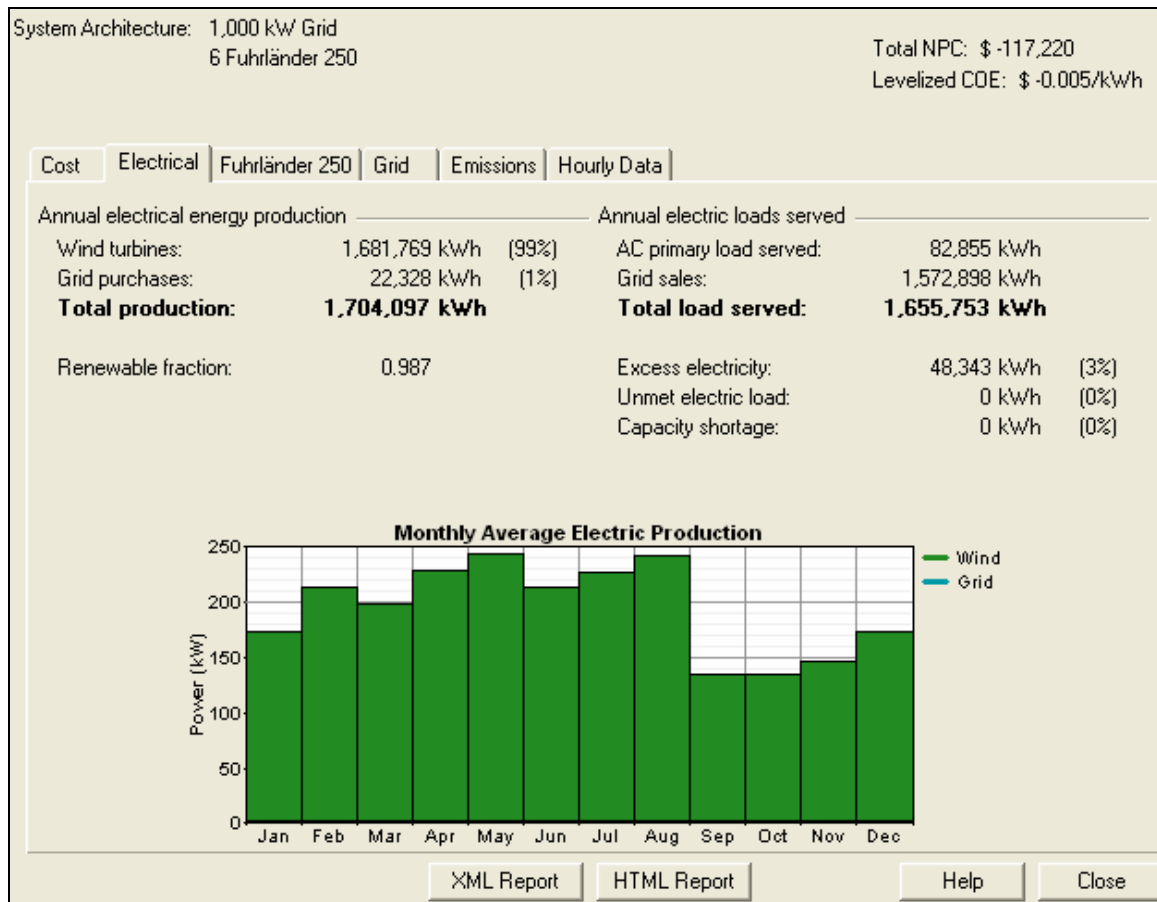 System Architecture: 1,000 kW Grid
6 Fuhrländer 250
Total NPC: $ -117,220
Levelized COE: $ -0.005/kWh
Cost Electrical Fuhrländer 250 Grid Emissions Hourly Data
Annual electrical energy production
Wind turbines: 1,681,769 kWh (99%)
Grid purchases: 22,328 kWh (1%)
Total production: 1,704,097 kWh
Renewable fraction: 0.987
Annual electric loads served
AC primary load served: 82,855 kWh
Grid sales: 1,572,898 kWh
Total load served: 1,655,753 kWh
Excess electricity: 48,343 kWh (3%)
Unmet electric load: 0 kWh (0%)
Capacity shortage: 0 kWh (0%)
Monthly Average Electric Production
Power (kW)
250
200
150
100
50
0
Jan Feb Mar Apr May Jun Jul Aug Sep Oct Nov Dec
Wind
Grid
XML Report HTML Report Help Close